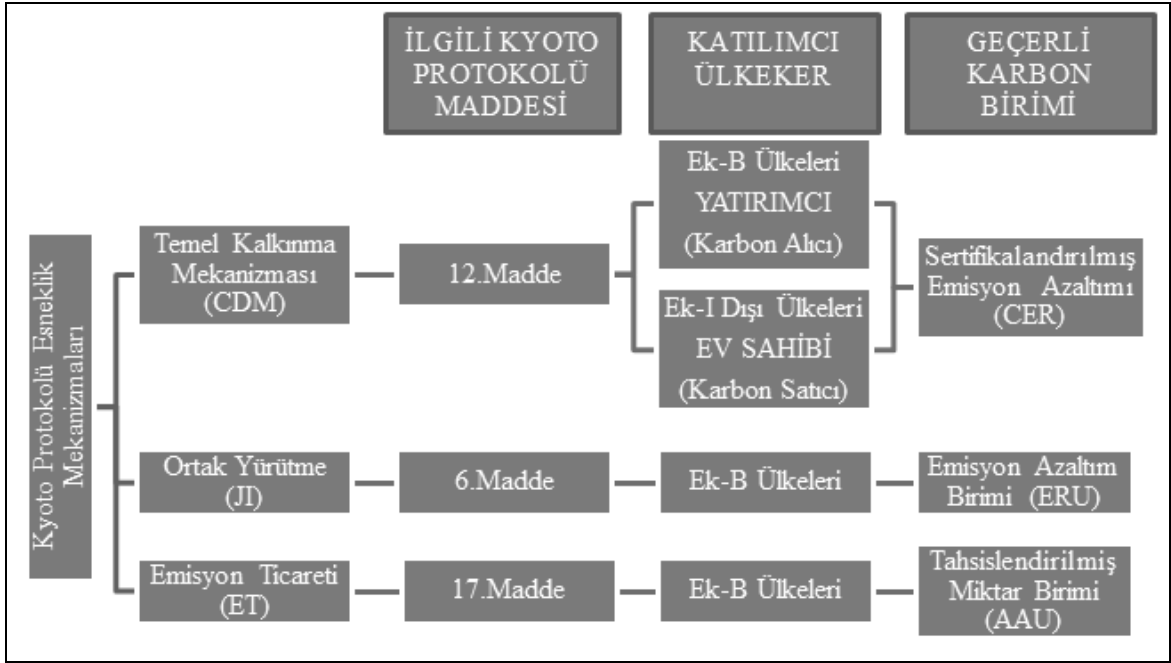 İLGİLİ KYOTO
PROTOKOLÜ
MADDESİ
KATILIMCI
ÜLKEKER
GEÇERLİ
KARBON
BİRİMİ
Kyoto Protokolü Esneklik
Mekanizmaları
Temel Kalkınma
Mekanizması
(CDM)
12.Madde
Ek-B Ülkeleri
YATIRIMCI
(Karbon Alıcı)
Ek-I Dışı Ülkeleri
EV SAHİBİ
(Karbon Satıcı)
Sertifikalandırılmış
Emisyon Azaltımı
(CER)
Ortak Yürütme
(JI)
6.Madde
Ek-B Ülkeleri
Emisyon Azaltım
Birimi (ERU)
Emisyon Ticareti
(ET)
17.Madde
Ek-B Ülkeleri
Tahsislendirilmiş
Miktar Birimi
(AAU)